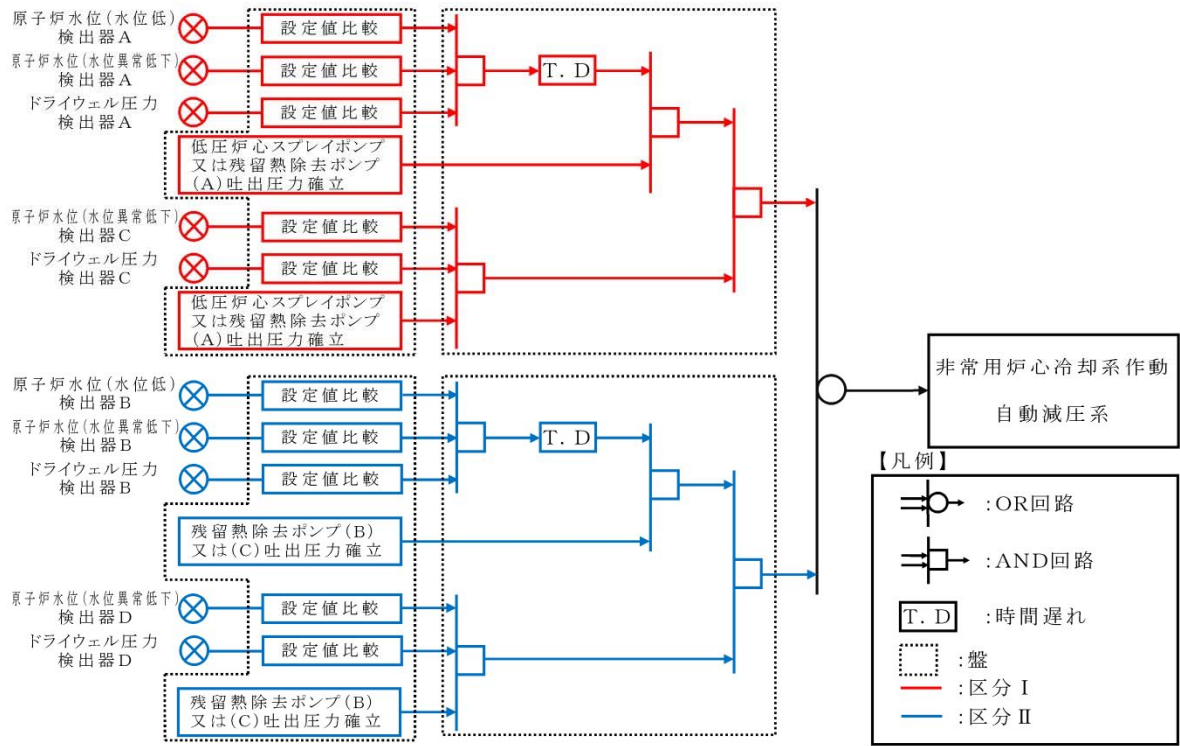 原子炉水位(水位低)
検出器A
設定値比較
原子炉水位(水位異常低下)
検出器A
設定値比較
T. D
ドライウェル圧力
検出器A
設定値比較
低圧炉心スプレイポンプ
又は残留熱除去ポンプ
(A)吐出圧力確立
原子炉水位(水位異常低下)
検出器C
設定値比較
ドライウェル圧力
検出器C
設定値比較
低圧炉心スプレイポンプ
又は残留熱除去ポンプ
(A)吐出圧力確立
原子炉水位(水位低)
検出器B
設定値比較
原子炉水位(水位異常低下)
検出器B
設定値比較
T. D
ドライウェル圧力
検出器B
設定値比較
残留熱除去ポンプ(B)
又は(C)吐出圧力確立
原子炉水位(水位異常低下)
検出器D
設定値比較
ドライウェル圧力
検出器D
設定値比較
残留熱除去ポンプ(B)
又は(C)吐出圧力確立
非常用炉心冷却系作動
自動減圧系
【凡例】
:OR回路
:AND回路
T. D :時間遅れ
:盤
:区分Ⅰ
:区分Ⅱ